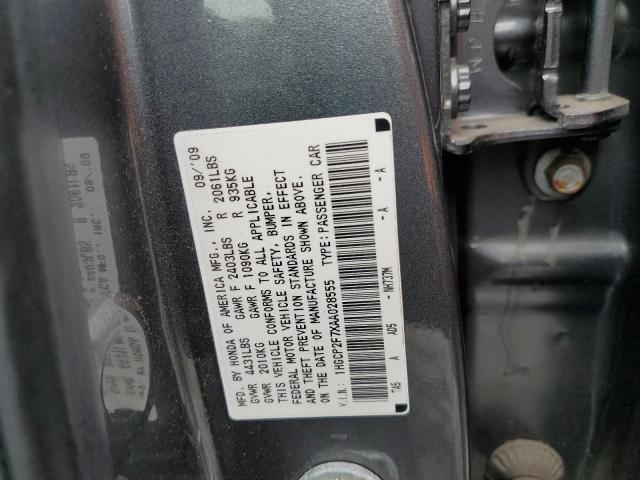 MFD. BY HONDA OF AMERICA MFG., INC. 08/'09
GVWR 4431LBS GAWR F 2403LBS R 2061LBS
GVWR 2010KG GAWR F 1090KG R 935KG
THIS VEHICLE CONFORMS TO ALL APPLICABLE
FEDERAL MOTOR VEHICLE SAFETY, BUMPER,
AND THEFT PREVENTION STANDARDS IN EFFECT
ON THE DATE OF MANUFACTURE SHOWN ABOVE.
V.I.N.: 1HGCP2F7XAA028555 TYPE: PASSENGER CAR
NH737M - A - A